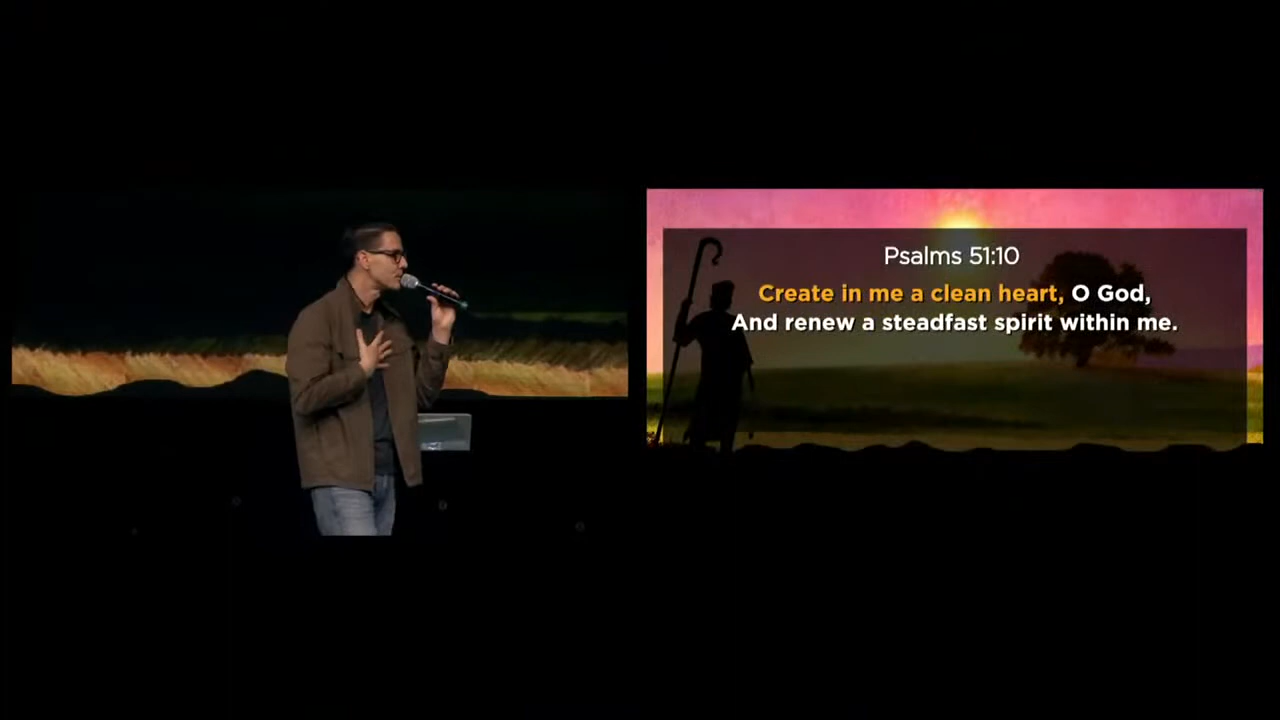 Psalms 51:10
Create in me a clean heart, O God,
And renew a steadfast spirit within me.